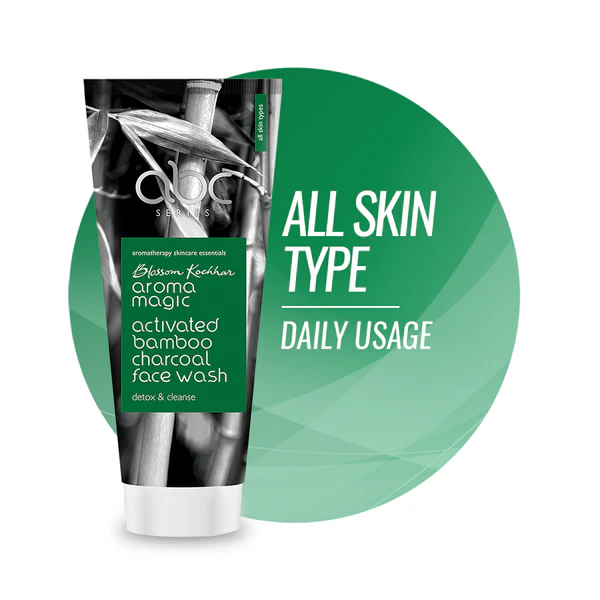 all skin types
abc
SERIES
aromatherapy skincare essentials
Blossom Kochhar
aroma
magic
activated
bamboo
charcoal
face wash
detox & cleanse
ALL SKIN
TYPE
DAILY USAGE